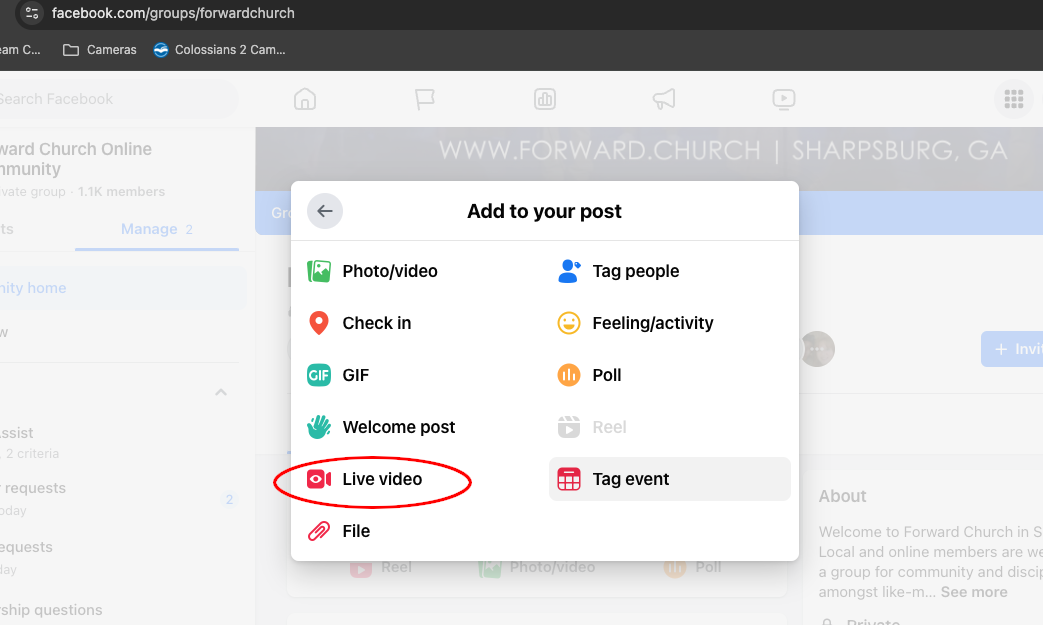 facebook.com/groups/forwardchurch
eam C...
Cameras
Colossians 2 Cam...
Search Facebook
ward Church Online
mmunity
vate group · 1.1K members
ts
Manage 2
nity home
w
ssist
, 2 criteria
r requests
oday
2
equests
day
rship questions
WWW.FORWARD.CHURCH | SHARPSBURG, GA
Gro
Add to your post
Photo/video
Tag people
Check in
Feeling/activity
GIF
GIF
Poll
Welcome post
Reel
Live video
Tag event
File
Reel
Photo/video
Poll
+ Invit
About
Welcome to Forward Church in S
Local and online members are we
a group for community and discip
amongst like-m... See more
Private